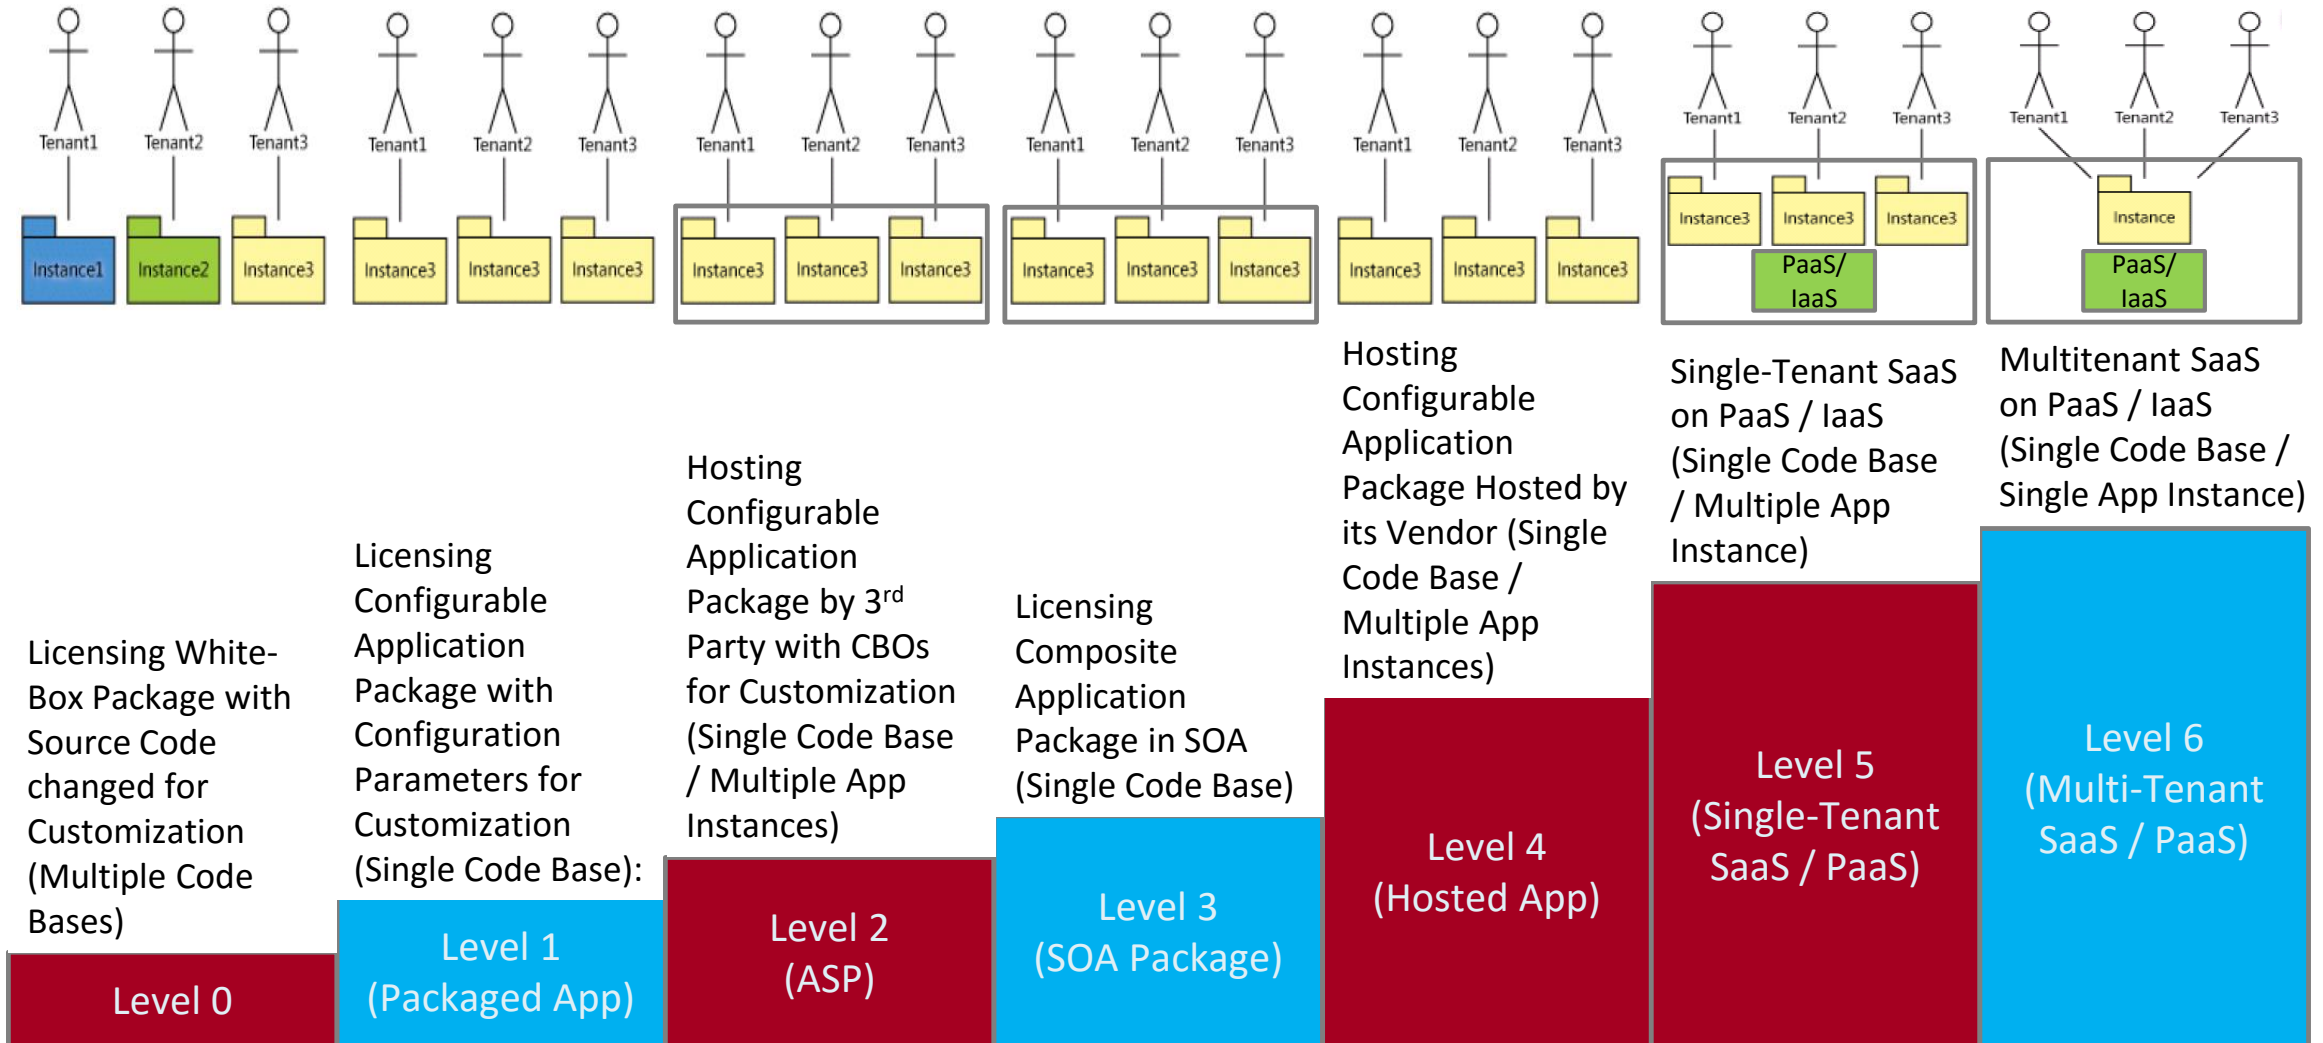 Tenant1 Tenant2 Tenant3
Instance1 Instance2 Instance3
Licensing White-
Box Package with
Source Code
changed for
Customization
(Multiple Code
Bases)
Level 0
Tenant1 Tenant2 Tenant3
Instance3 Instance3 Instance3
Licensing
Configurable
Application
Package with
Configuration
Parameters for
Customization
(Single Code Base):
Level 1
(Packaged App)
Tenant1 Tenant2 Tenant3
Instance3 Instance3 Instance3
Hosting
Configurable
Application
Package by 3rd
Party with CBOs
for Customization
(Single Code Base
/ Multiple App
Instances)
Level 2
(ASP)
Tenant1 Tenant2 Tenant3
Instance3 Instance3 Instance3
Licensing
Composite
Application
Package in SOA
(Single Code Base)
Level 3
(SOA Package)
Tenant1 Tenant2 Tenant3
Instance3 Instance3 Instance3
Hosting
Configurable
Application
Package Hosted by
its Vendor (Single
Code Base /
Multiple App
Instances)
Level 4
(Hosted App)
Tenant1 Tenant2 Tenant3
Instance3 Instance3 Instance3
PaaS/
IaaS
Single-Tenant SaaS
on PaaS / IaaS
(Single Code Base
/ Multiple App
Instance)
Level 5
(Single-Tenant
SaaS / PaaS)
Tenant1 Tenant2 Tenant3
Instance
PaaS/
IaaS
Multitenant SaaS
on PaaS / IaaS
(Single Code Base /
Single App Instance)
Level 6
(Multi-Tenant
SaaS / PaaS)